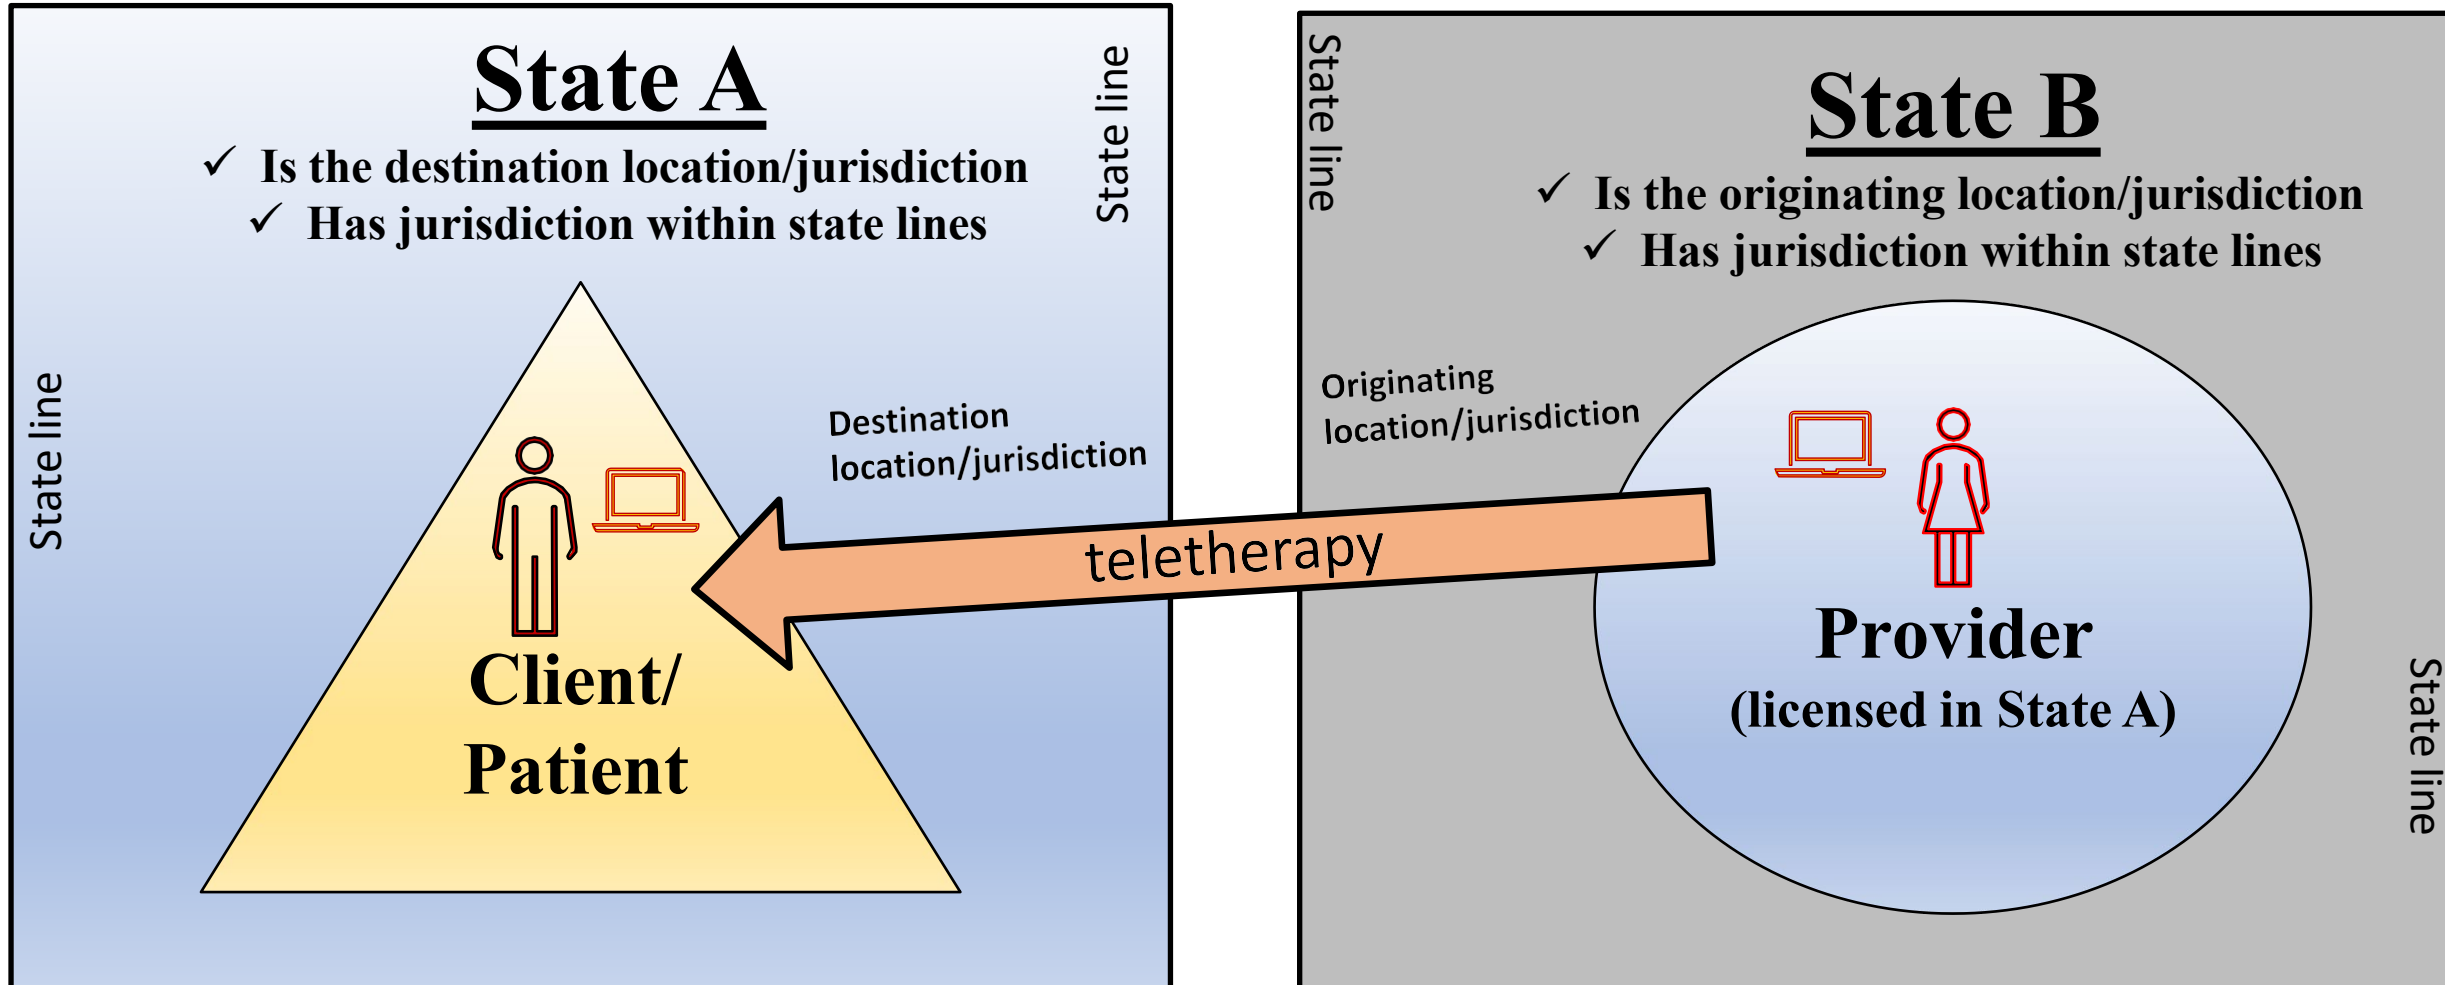 State A
✓ Is the destination location/jurisdiction
✓ Has jurisdiction within state lines
State line
State line
Destination
location/jurisdiction
Client/
Patient
teletherapy
State B
✓ Is the originating location/jurisdiction
✓ Has jurisdiction within state lines
State line
Originating
location/jurisdiction
Provider
(licensed in State A)
State line